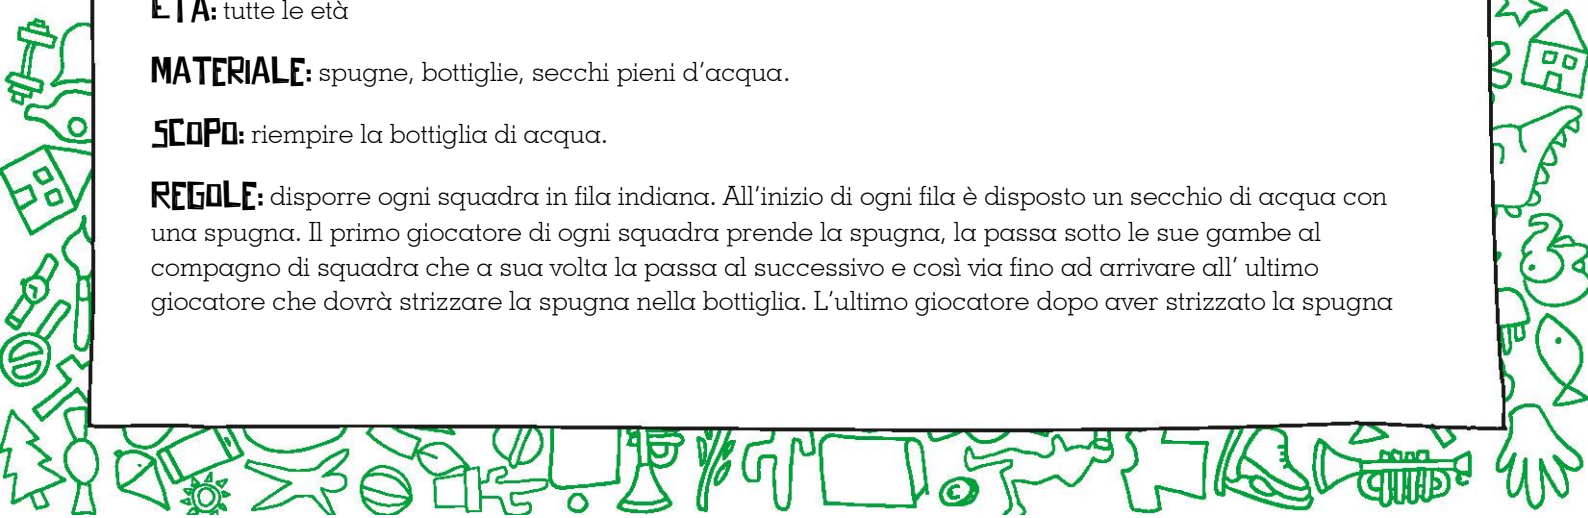 ETÀ: tutte le età
MATERIALE: spugne, bottiglie, secchi pieni d’acqua.
SCOPO: riempire la bottiglia di acqua.
REGOLE: disporre ogni squadra in fila indiana. All’inizio di ogni fila è disposto un secchio di acqua con
una spugna. Il primo giocatore di ogni squadra prende la spugna, la passa sotto le sue gambe al
compagno di squadra che a sua volta la passa al successivo e così via fino ad arrivare all’ ultimo
giocatore che dovrà strizzare la spugna nella bottiglia. L’ultimo giocatore dopo aver strizzato la spugna